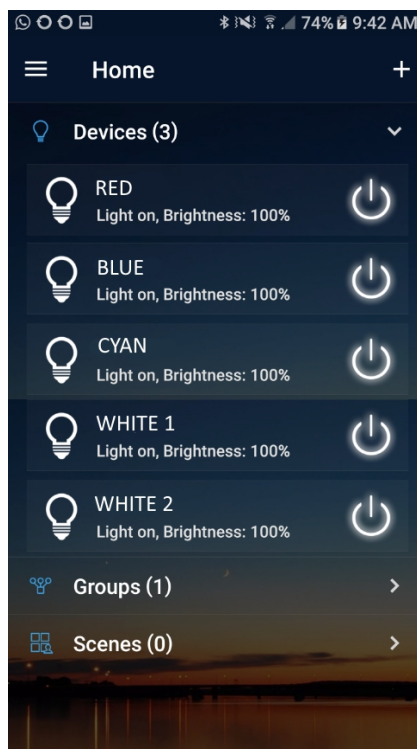 74% 9:42 AM
Home
Devices (3)
RED
Light on, Brightness: 100%
BLUE
Light on, Brightness: 100%
CYAN
Light on, Brightness: 100%
WHITE 1
Light on, Brightness: 100%
WHITE 2
Light on, Brightness: 100%
Groups (1)
Scenes (0)